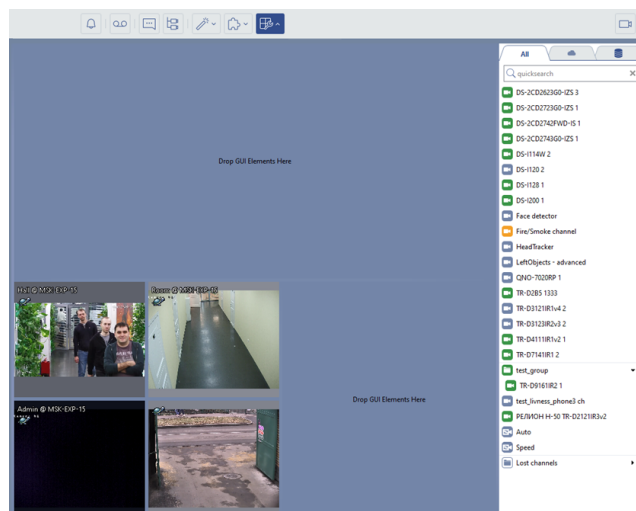 All
quicksearch
DS-2CD2623G0-IZS 3
DS-2CD2723G0-IZS 1
DS-2CD2742FWD-IS 1
DS-2CD2743G0-IZS 1
DS-I114W 2
DS-I120 2
DS-I128 1
DS-I200 1
Face detector
Fire/Smoke channel
HeadTracker
LeftObjects - advanced
QNO-7020RP 1
TR-D2B5 1333
TR-D3121IR1v4 2
TR-D3123IR2v3 2
TR-D4111IR1v2 1
TR-D7141IR1 2
test_group
TR-D9161IR2 1
test_livness_phone3 ch
РЕЛИОН Н-50 TR-D2121IR3v2
Auto
Speed
Lost channels
Drop GUI Elements Here
Hall @ MSK-EXP-15
Room @ MSK-EXP-15
Drop GUI Elements Here
Admin @ MSK-EXP-15